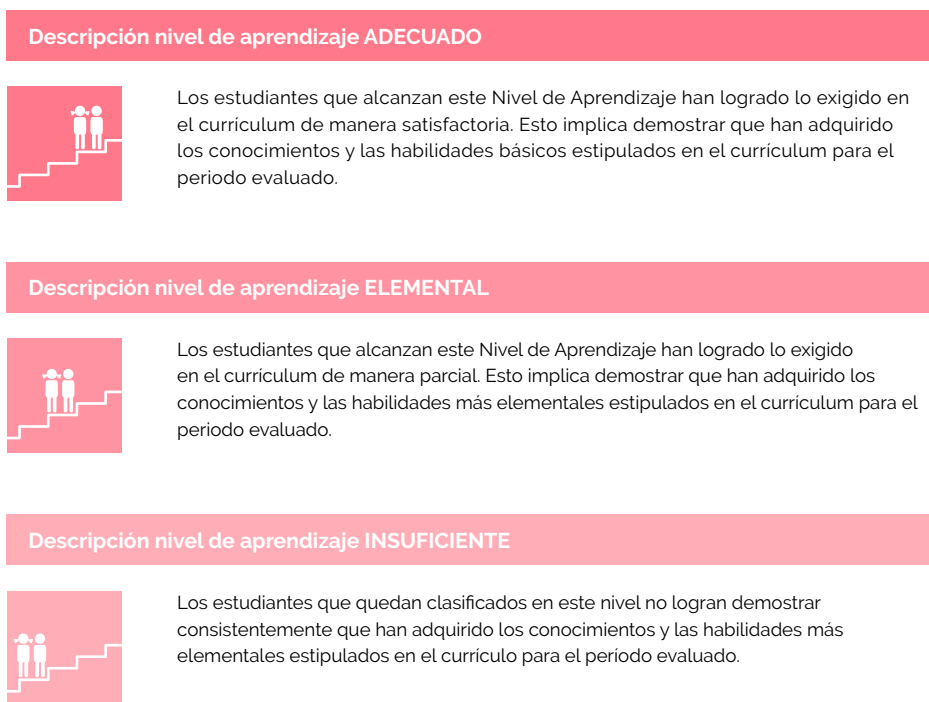 Descripción nivel de aprendizaje ADECUADO
Los estudiantes que alcanzan este Nivel de Aprendizaje han logrado lo exigido en
el currículum de manera satisfactoria. Esto implica demostrar que han adquirido
los conocimientos y las habilidades básicos estipulados en el currículum para el
periodo evaluado.
Descripción nivel de aprendizaje ELEMENTAL
Los estudiantes que alcanzan este Nivel de Aprendizaje han logrado lo exigido
en el currículum de manera parcial. Esto implica demostrar que han adquirido los
conocimientos y las habilidades más elementales estipulados en el currículum para el
periodo evaluado.
Descripción nivel de aprendizaje INSUFICIENTE
Los estudiantes que quedan clasificados en este nivel no logran demostrar
consistentemente que han adquirido los conocimientos y las habilidades más
elementales estipulados en el currículo para el período evaluado.